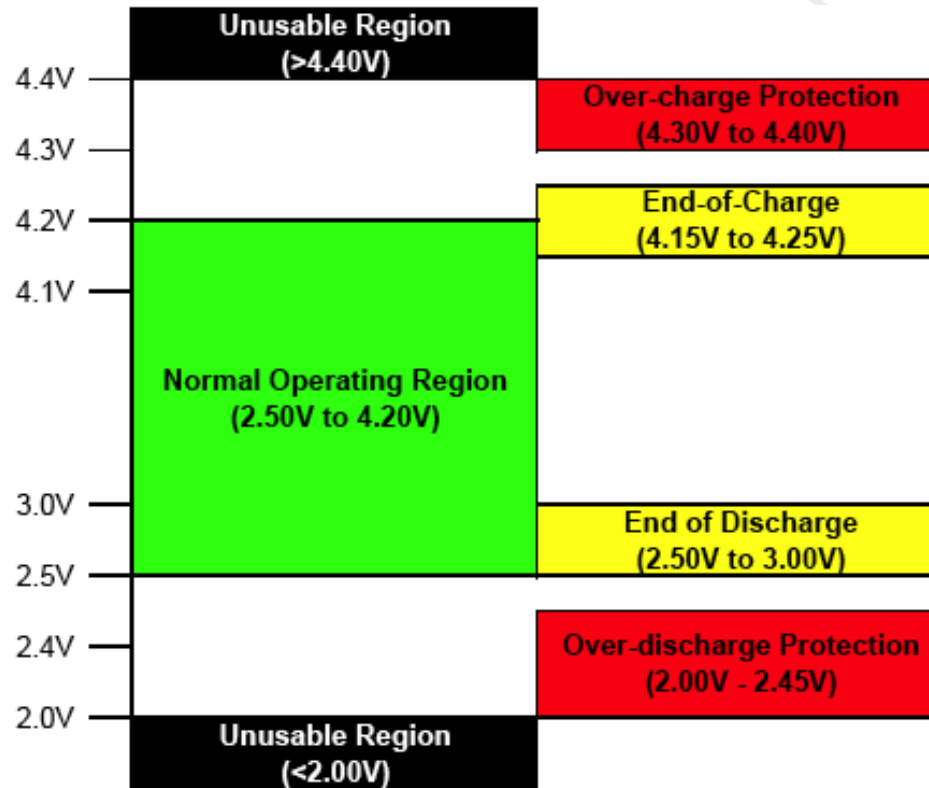 Unusable Region
(>4.40V)
4.4V
Over-charge Protection
(4.30V to 4.40V)
4.3V
End-of-Charge
(4.15V to 4.25V)
4.2V
4.1V
Normal Operating Region
(2.50V to 4.20V)
3.0V
End of Discharge
(2.50V to 3.00V)
2.5V
2.4V
Over-discharge Protection
(2.00V - 2.45V)
2.0V
Unusable Region
(<2.00V)